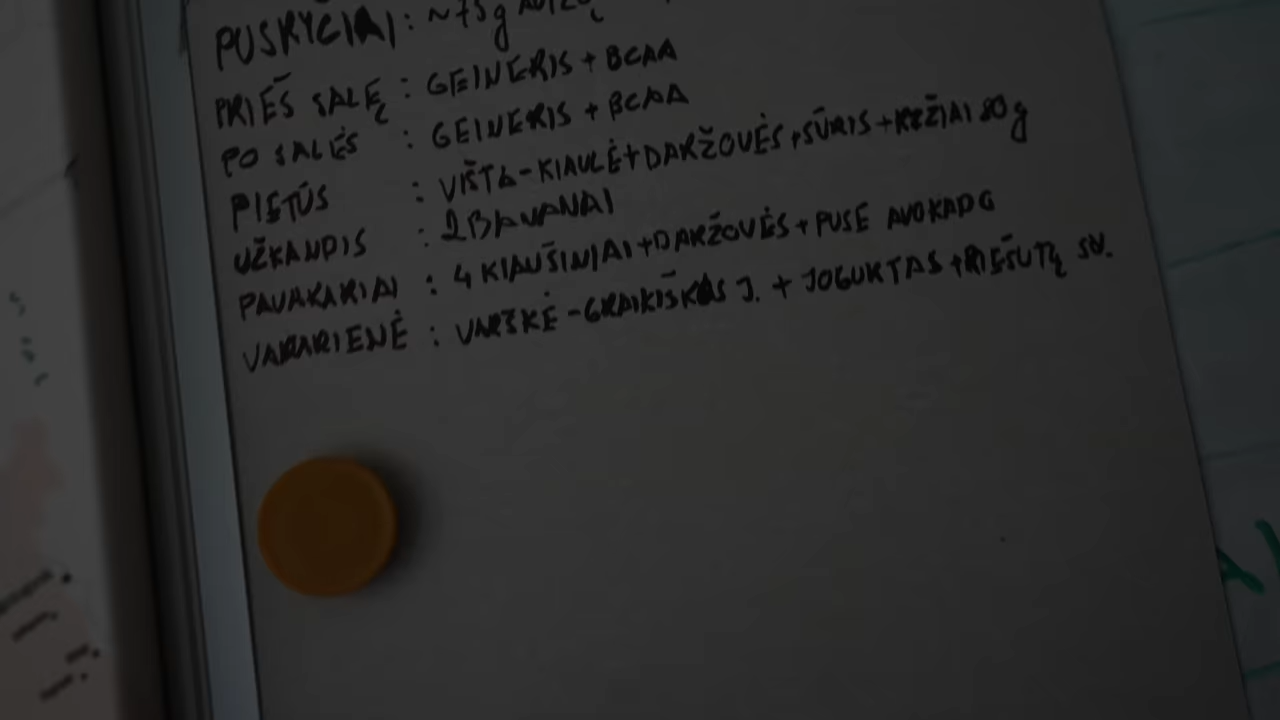 PUSRYČIAI : ~75g
PRIEŠ SALĘ : GEINERIS + BCAA
PO SALĖS : GEINERIS + BCAA
PIETŪS : VIŠTA-KIAULĖ+DARŽOVĖS+SŪRIS+RYŽIAI 80g
UŽKANDIS : 2 BANANAI
PAVAKARIAI : 4 KIAUŠINIAI+DARŽOVĖS+PUSĖ AVOKADO
VAKARIENĖ : VARŠKĖ-GRAIKIŠKAS J. + JOGURTAS +RIEŠUTŲ SV.